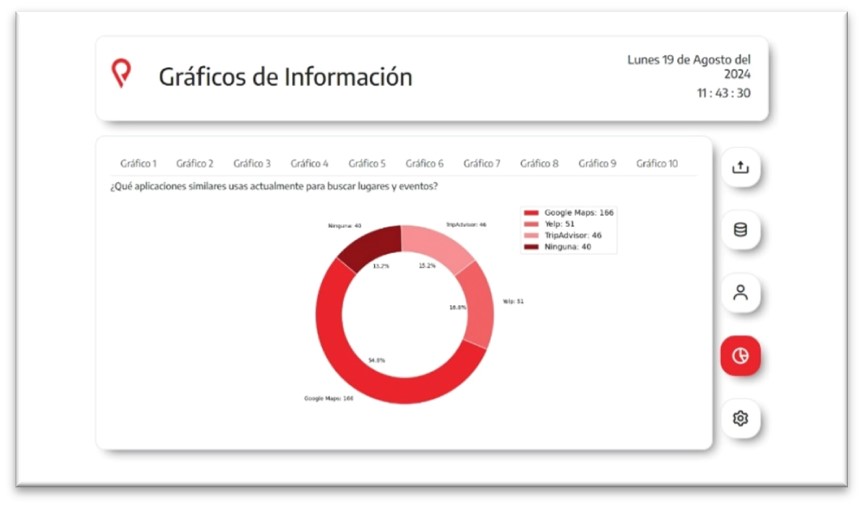 Gráficos de Información
Lunes 19 de Agosto del
2024
11 : 43 : 30
Gráfico 1 Gráfico 2 Gráfico 3 Gráfico 4 Gráfico 5 Gráfico 6 Gráfico 7 Gráfico 8 Gráfico 9 Gráfico 10
¿Qué aplicaciones similares usas actualmente para buscar lugares y eventos?
Google Maps: 166
Yelp: 51
TripAdvisor: 46
Ninguna: 40
Ninguna: 40
TripAdvisor: 46
13.2%
15.2%
16.8%
Yelp: 51
54.8%
Google Maps: 166